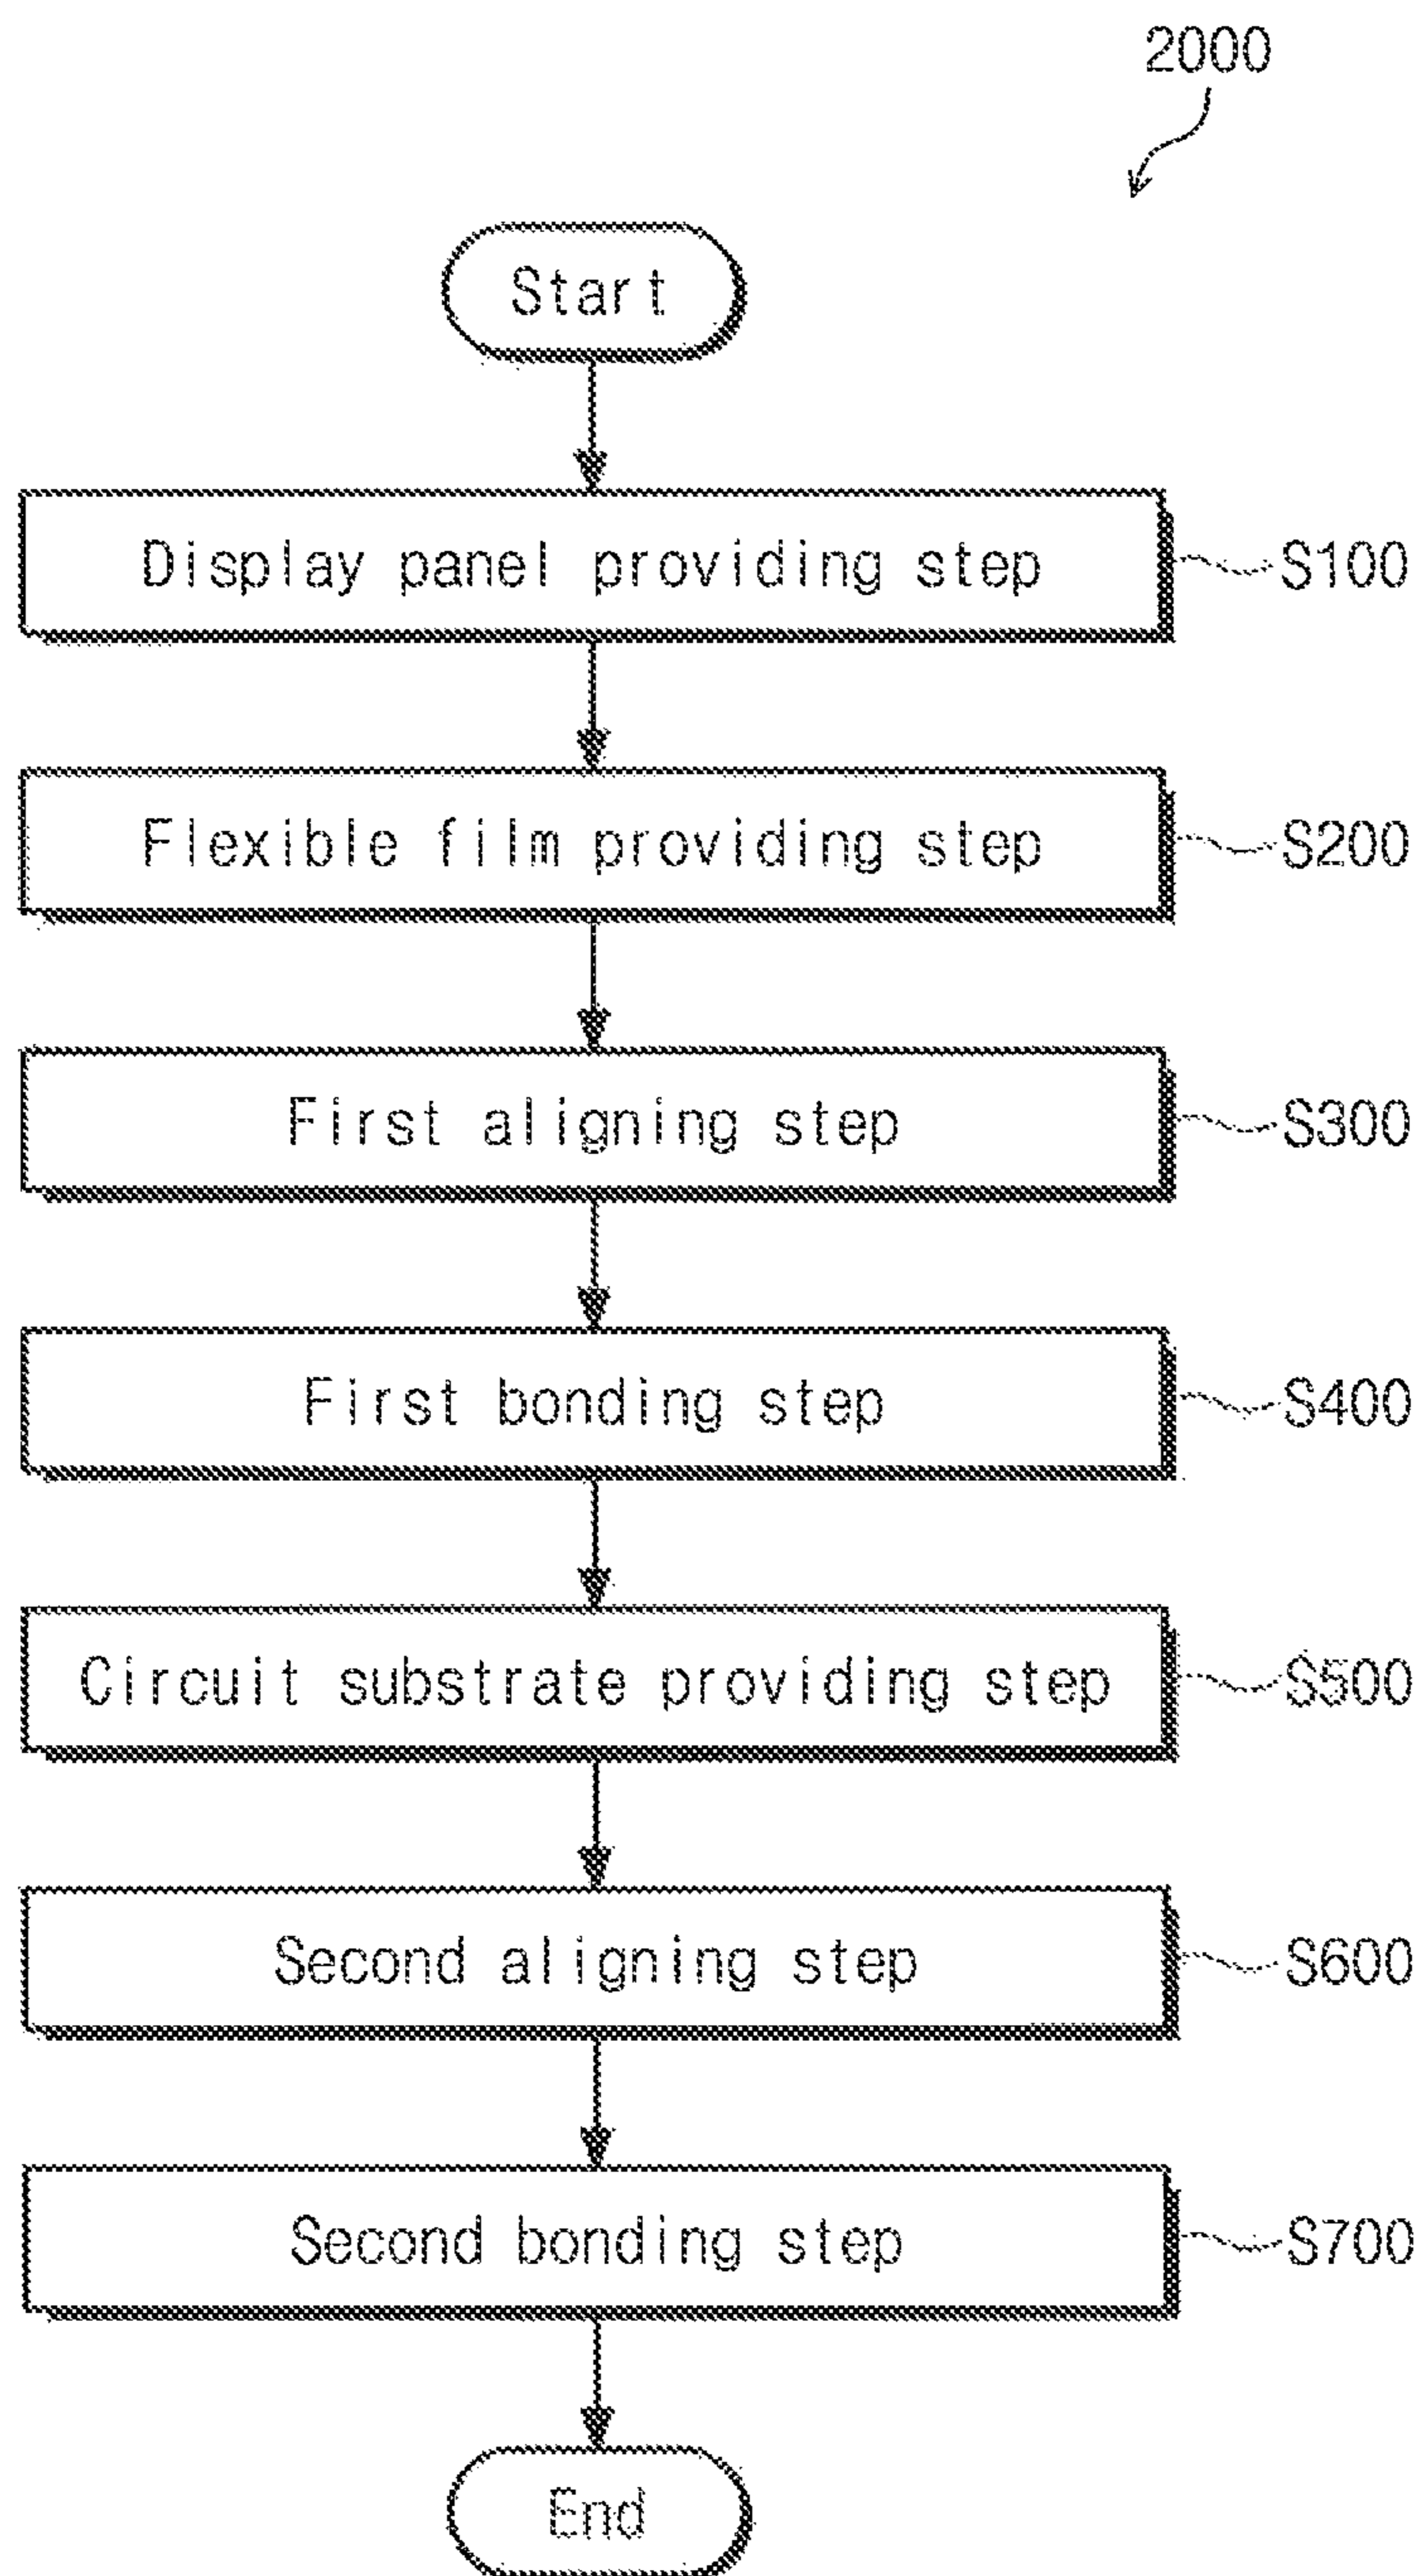 2000
Start
Display panel providing step
S100
Flexible film providing step
S200
First aligning step
S300
First bonding step
S400
Circuit substrate providing step
S500
Second aligning step
S600
Second bonding step
S700
End